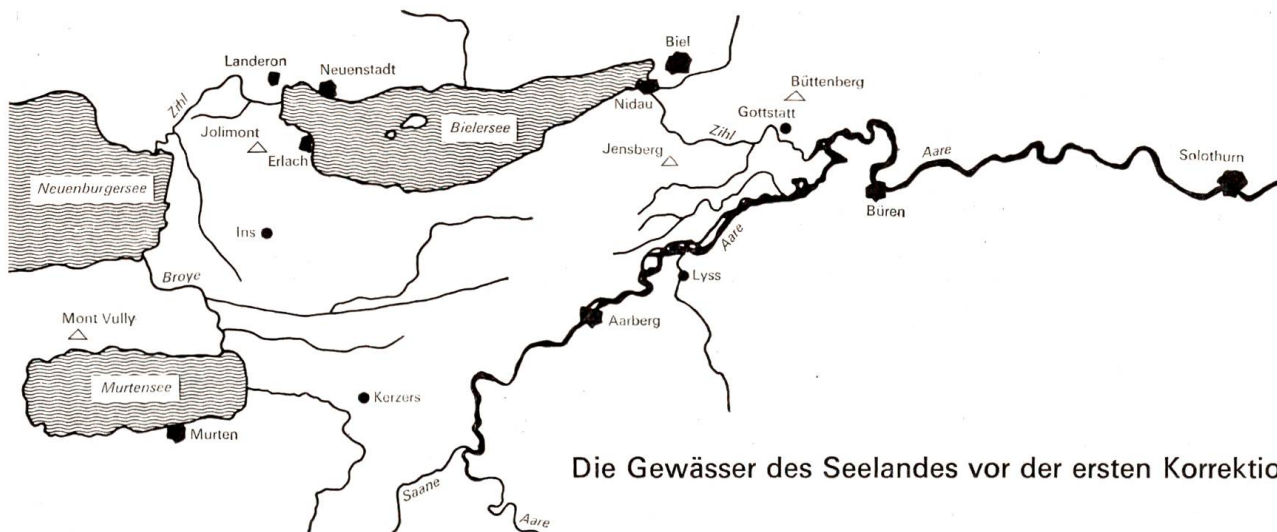 Biel
Landeron
Neuenstadt
Büttenberg
Nidau
Gottstatt
Zihl
Bielersee
Zihl
Jolimont
Erlach
Jensberg
Aare
Solothurn
Neuenburgersee
Büren
Ins
Aare
Broye
Lyss
Mont Vully
Aarberg
Murtensee
Kerzers
Murten
Die Gewässer des Seelandes vor der ersten Korrektio
Saane
Aare